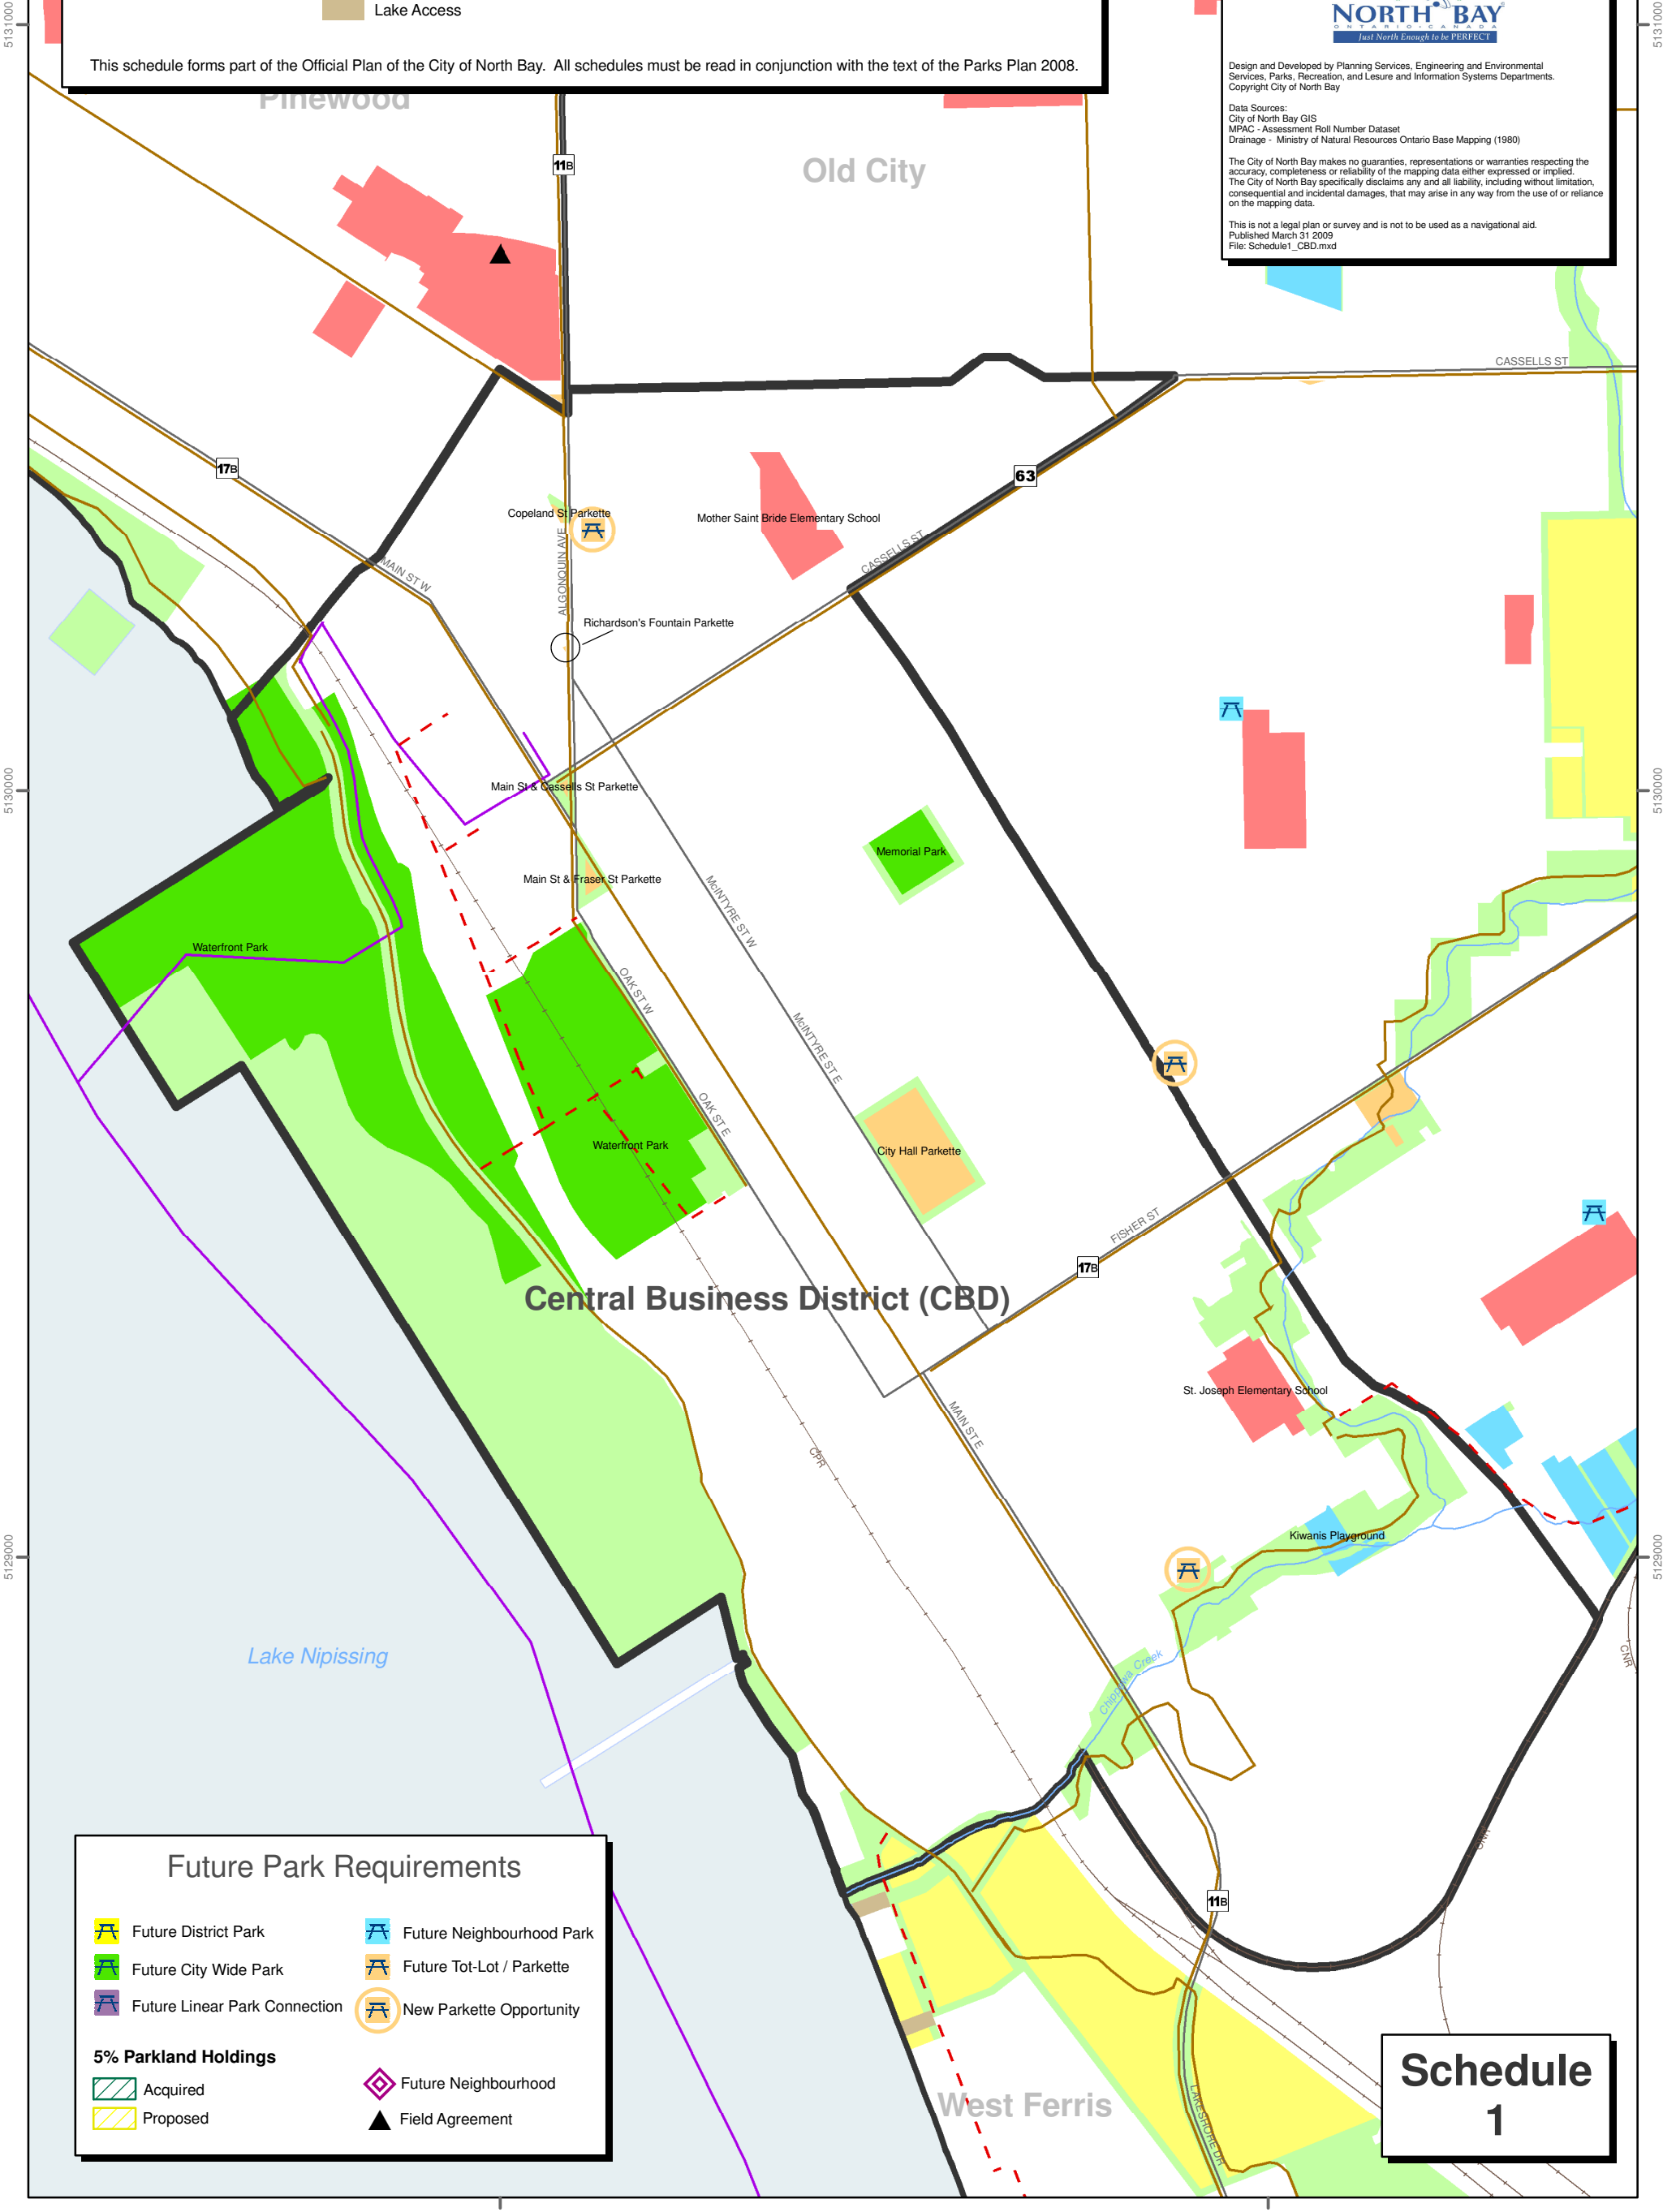 Lake Access
This schedule forms part of the Official Plan of the City of North Bay.  All schedules must be read in conjunction with the text of the Parks Plan 2008.
NORTH BAY
ONTARIO • CANADA
Just North Enough to be PERFECT
Design and Developed by Planning Services, Engineering and Environmental
Services, Parks, Recreation, and Lesure and Information Systems Departments.
Copyright City of North Bay
Data Sources:
City of North Bay GIS
MPAC - Assessment Roll Number Dataset
Drainage -  Ministry of Natural Resources Ontario Base Mapping (1980)
The City of North Bay makes no guaranties, representations or warranties respecting the
accuracy, completeness or reliability of the mapping data either expressed or implied.
The City of North Bay specifically disclaims any and all liability, including without limitation,
consequential and incidental damages, that may arise in any way from the use of or reliance
on the mapping data.
This is not a legal plan or survey and is not to be used as a navigational aid.
Published March 31 2009
File: Schedule1_CBD.mxd
5131000
5131000
Pinewood
Old City
11B
CASSELLS ST
17B
63
Copeland St Parkette
Mother Saint Bride Elementary School
CASSELLS ST
MAIN ST W
ALGONQUIN AVE
Richardson's Fountain Parkette
5130000
5130000
Main St & Cassells St Parkette
Memorial Park
Main St & Fraser St Parkette
McINTYRE ST W
Waterfront Park
OAK ST W
McINTYRE ST E
OAK ST E
Waterfront Park
City Hall Parkette
FISHER ST
17B
Central Business District (CBD)
St. Joseph Elementary School
MAIN ST E
CPR
Kiwanis Playground
5129000
5129000
Lake Nipissing
Chippewa Creek
CNR
CNR
11B
Future Park Requirements
Future District Park
Future City Wide Park
Future Linear Park Connection
Future Neighbourhood Park
Future Tot-Lot / Parkette
New Parkette Opportunity
5% Parkland Holdings
Acquired
Proposed
Future Neighbourhood
Field Agreement
West Ferris
LAKESHORE DR
Schedule
1